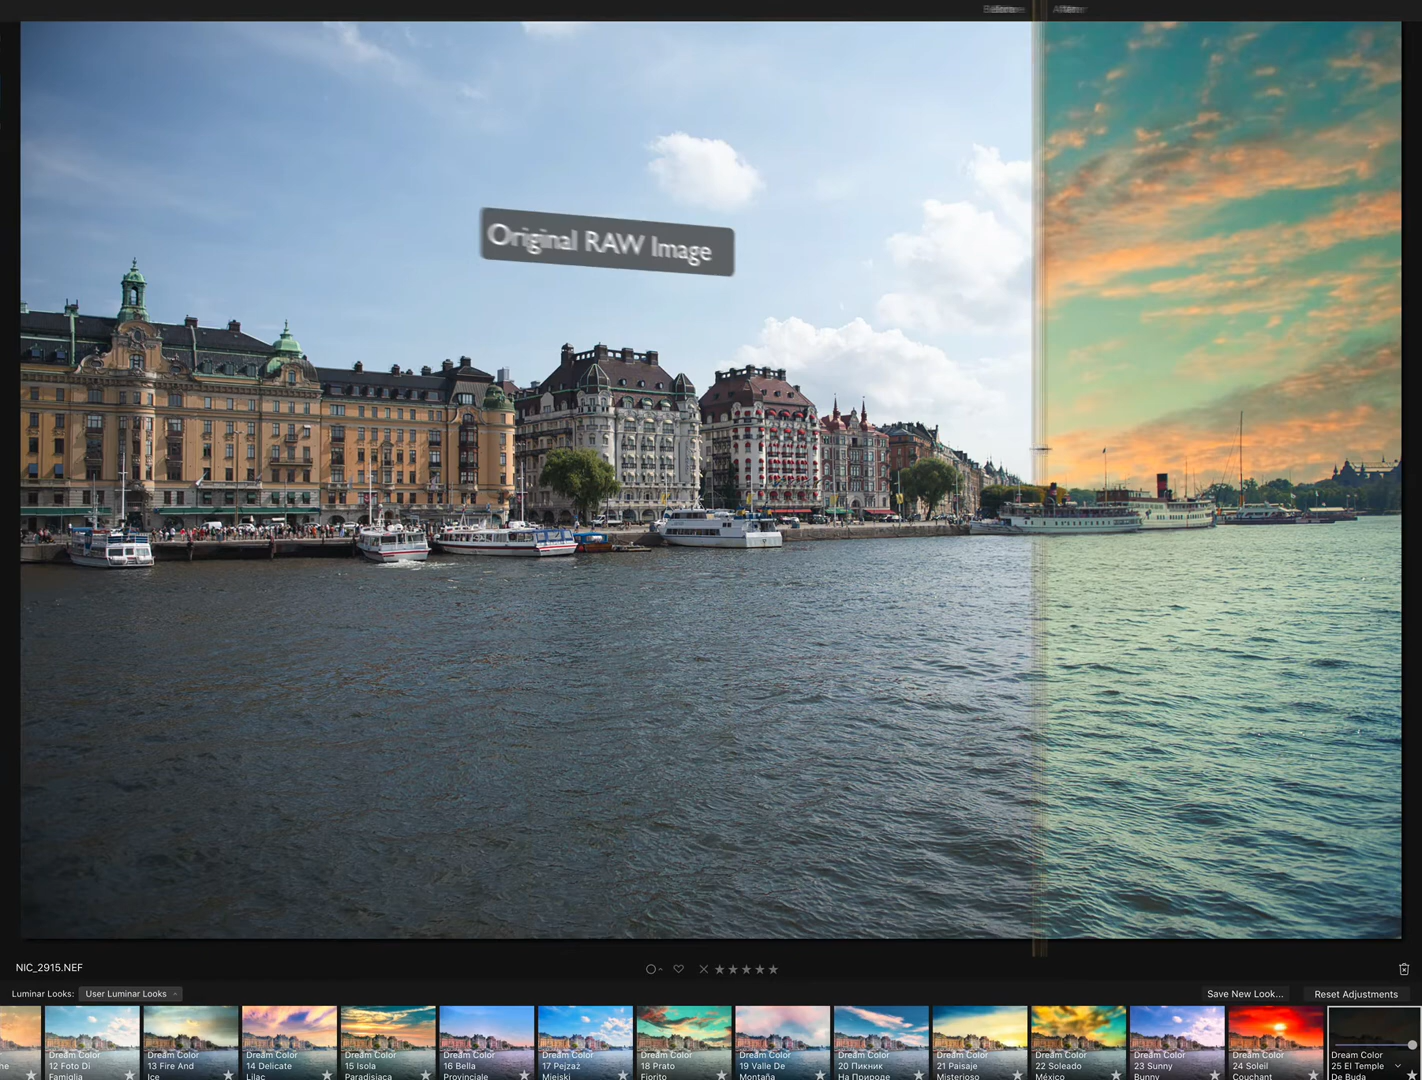 Before
After
Original RAW Image
NIC_2915.NEF
Luminar Looks:
User Luminar Looks
Save New Look...
Reset Adjustments
ne
Dream Color
12 Foto Di
Famiglia
Dream Color
13 Fire And
Ice
Dream Color
14 Delicate
Lilac
Dream Color
15 Isola
Paradisiaca
Dream Color
16 Bella
Provinciale
Dream Color
17 Pejzaz
Miejski
Dream Color
18 Prato
Fiorito
Dream Color
19 Valle De
Montaña
Dream Color
20 Пикник
На Природе
Dream Color
21 Paisaje
Misterioso
Dream Color
22 Soleado
México
Dream Color
23 Sunny
Bunny
Dream Color
24 Soleil
Couchant
Dream Color
25 El Temple
De Buda